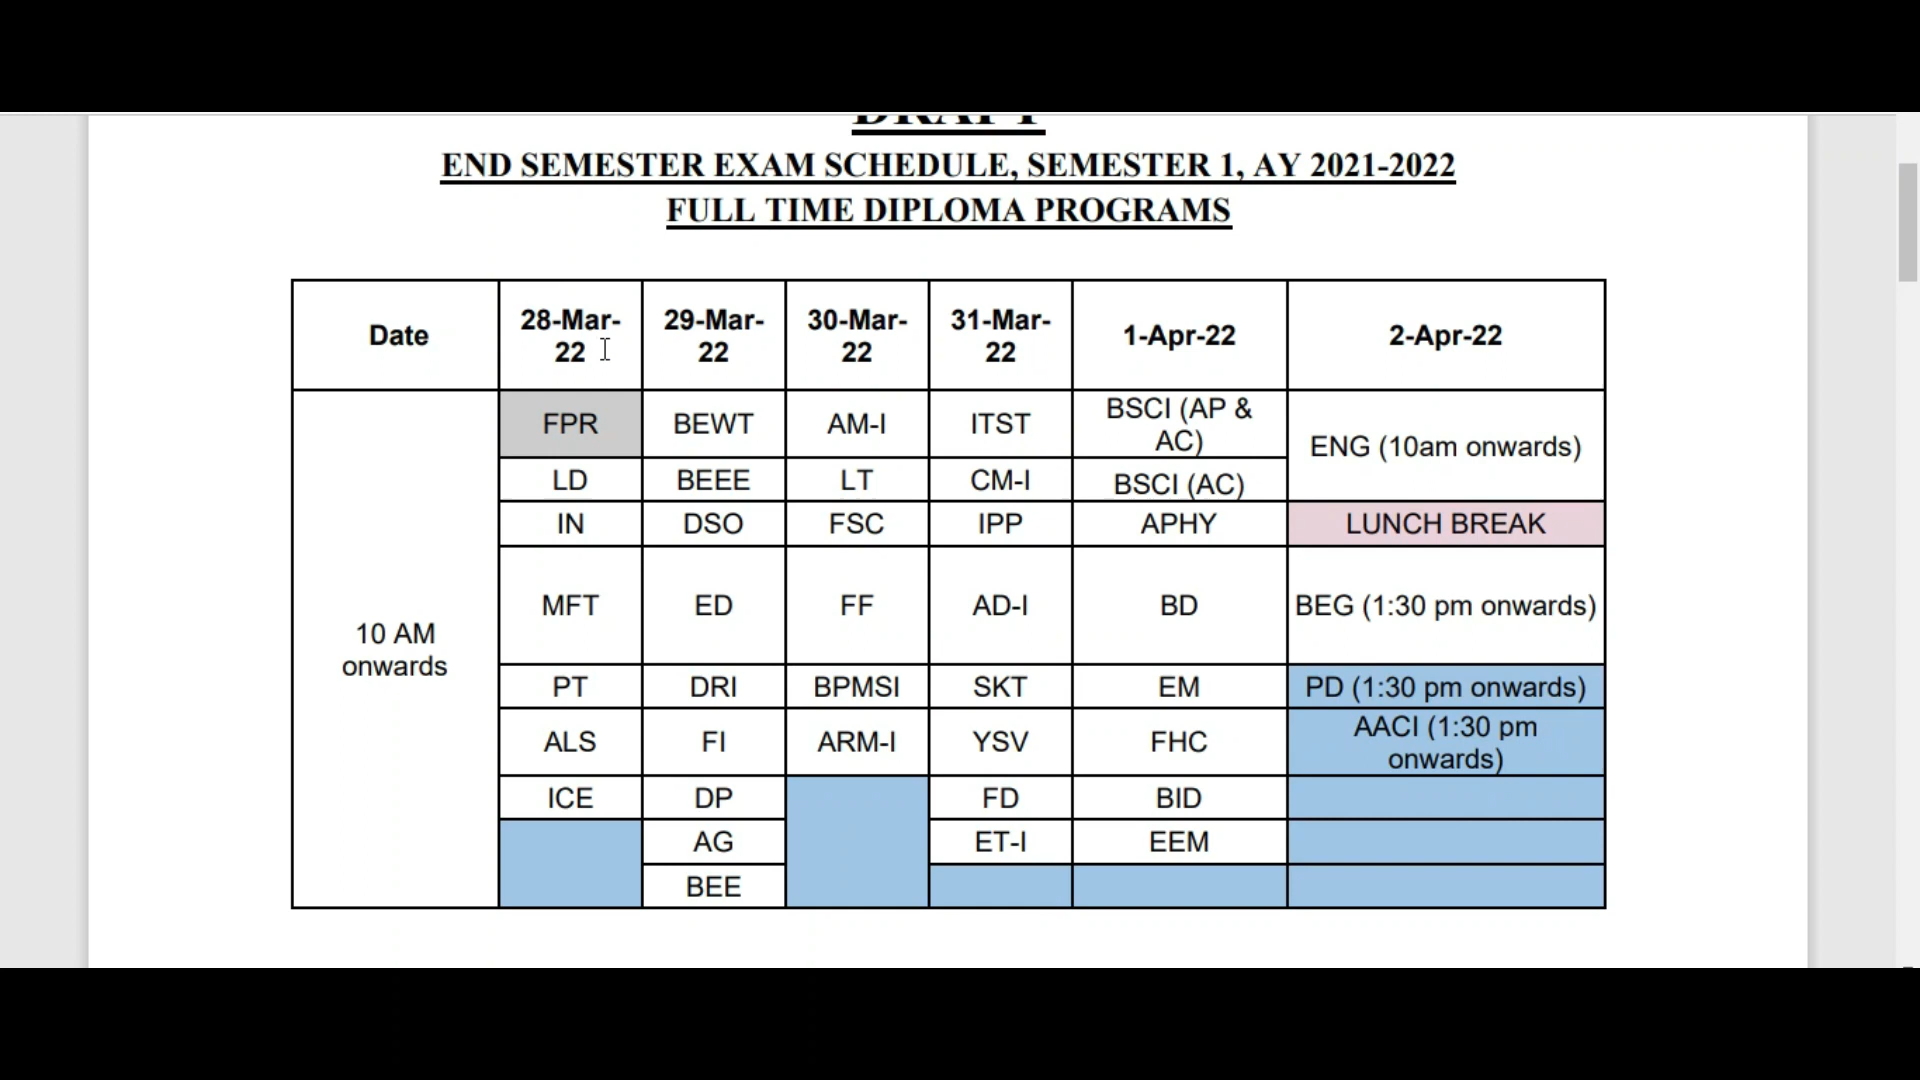 DRAFT
END SEMESTER EXAM SCHEDULE, SEMESTER 1, AY 2021-2022
FULL TIME DIPLOMA PROGRAMS
Date
28-Mar-
22
29-Mar-
22
30-Mar-
22
31-Mar-
22
1-Apr-22
2-Apr-22
10 AM
onwards
FPR
BEWT
AM-I
ITST
BSCI (AP &
AC)
ENG (10am onwards)
LD
BEEE
LT
CM-I
BSCI (AC)
IN
DSO
FSC
IPP
APHY
LUNCH BREAK
MFT
ED
FF
AD-I
BD
BEG (1:30 pm onwards)
PT
DRI
BPMSI
SKT
EM
PD (1:30 pm onwards)
ALS
FI
ARM-I
YSV
FHC
AACI (1:30 pm
onwards)
ICE
DP
FD
BID
AG
ET-I
EEM
BEE